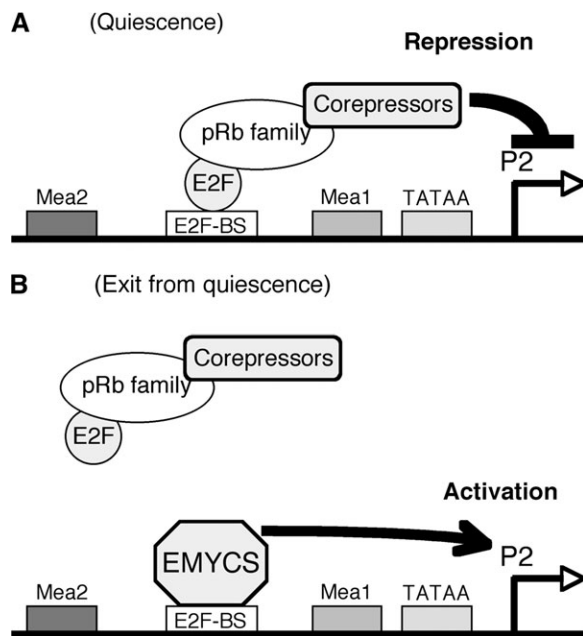 A (Quiescence)
Repression
Corepressors
pRb family
P2
E2F
Mea2 Mea1 TATAA
E2F-BS
B (Exit from quiescence)
Corepressors
pRb family
E2F
Activation
EMYCS
P2
Mea2 Mea1 TATAA
E2F-BS